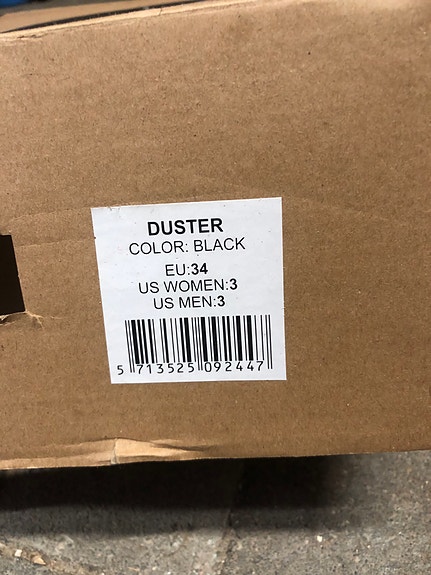 DUSTER
COLOR: BLACK
EU:34
US WOMEN:3
US MEN:3
5 713525 092447